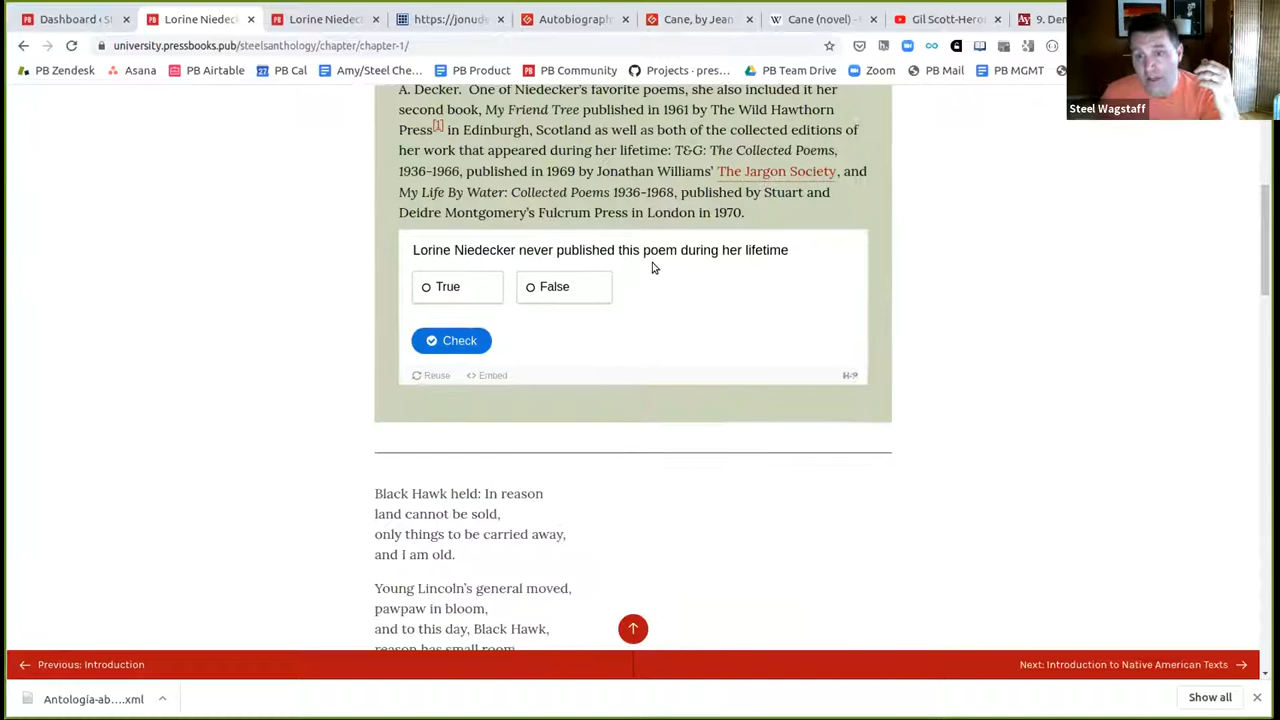 Dashboard ‹ S
Lorine Niedeck
Lorine Niedeck
https://jonude
Autobiograph
Cane, by Jean
Cane (novel) -
Gil Scott-Hero
9. Den
university.pressbooks.pub/steelsanthology/chapter/chapter-1/
PB Zendesk
Asana
PB Airtable
PB Cal
Amy/Steel Che…
PB Product
PB Community
Projects · pres…
PB Team Drive
Zoom
PB Mail
PB MGMT
Steel Wagstaff
A. Decker. One of Niedecker's favorite poems, she also included it her
second book, My Friend Tree published in 1961 by The Wild Hawthorn
Press[1] in Edinburgh, Scotland as well as both of the collected editions of
her work that appeared during her lifetime: T&G: The Collected Poems,
1936-1966, published in 1969 by Jonathan Williams' The Jargon Society, and
My Life By Water: Collected Poems 1936-1968, published by Stuart and
Deidre Montgomery's Fulcrum Press in London in 1970.
Lorine Niedecker never published this poem during her lifetime
True
False
Check
Reuse
Embed
H-P
Black Hawk held: In reason
land cannot be sold,
only things to be carried away,
and I am old.
Young Lincoln's general moved,
pawpaw in bloom,
and to this day, Black Hawk,
reason has small room
Previous: Introduction
Next: Introduction to Native American Texts
Antología-ab….xml
Show all